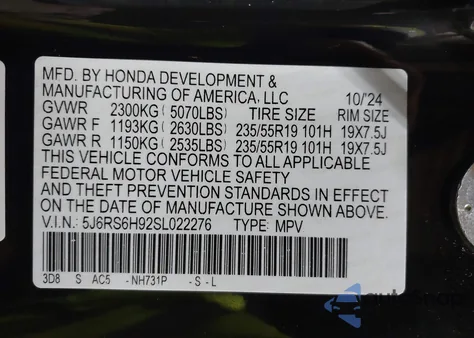 MFD. BY HONDA DEVELOPMENT &
MANUFACTURING OF AMERICA, LLC 10/'24
GVWR 2300KG ( 5070LBS) TIRE SIZE RIM SIZE
GAWR F 1193KG ( 2630LBS) 235/55R19 101H 19X7.5J
GAWR R 1150KG ( 2535LBS) 235/55R19 101H 19X7.5J
THIS VEHICLE CONFORMS TO ALL APPLICABLE
FEDERAL MOTOR VEHICLE SAFETY
AND THEFT PREVENTION STANDARDS IN EFFECT
ON THE DATE OF MANUFACTURE SHOWN ABOVE.
V.I.N.: 5J6RS6H92SL022276 TYPE: MPV
3D8 S AC5 - NH731P - S - L